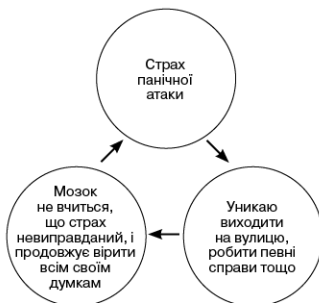 Страх
панічної
атаки
Уникаю
виходити
на вулицю,
робити певні
справи тощо
Мозок
не вчиться,
що страх
невиправданий, і
продовжує вірити
всім своїм
думкам